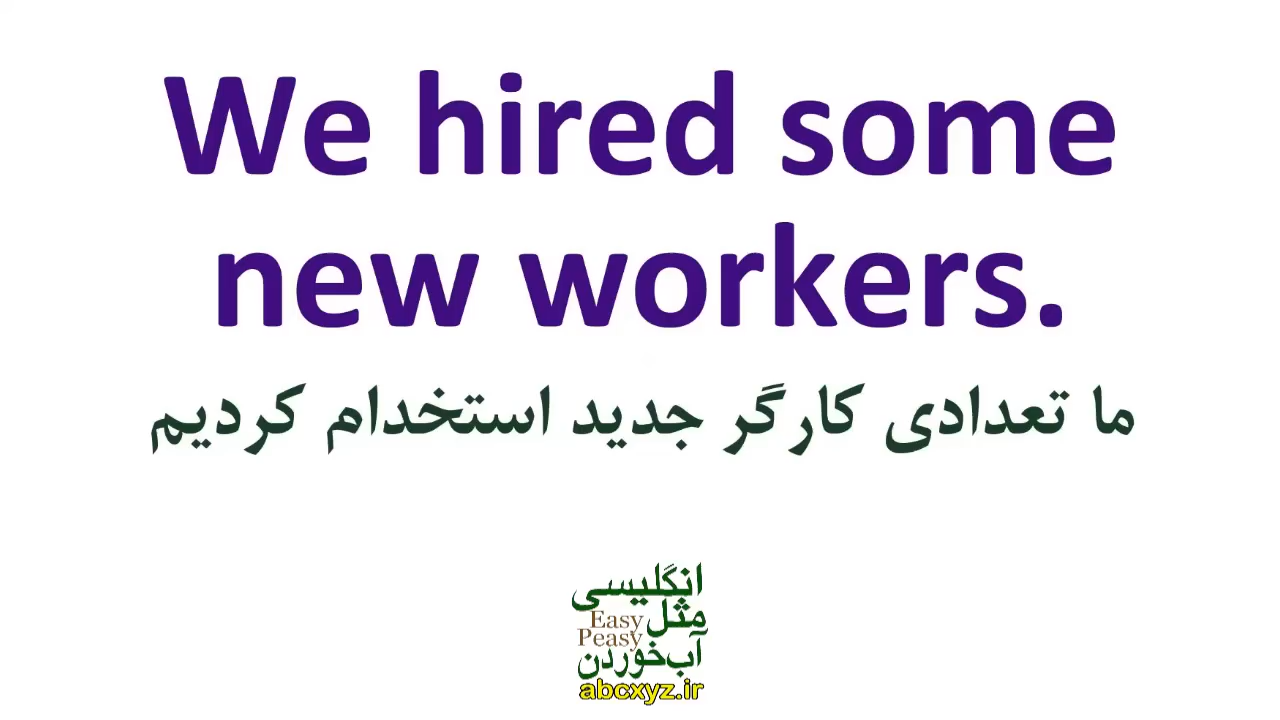 We hired some
new workers.
ما تعدادی کارگر جدید استخدام کردیم
انگلیسی
مثل Easy
Peasy
آب‌خوردن
abcxyz.ir